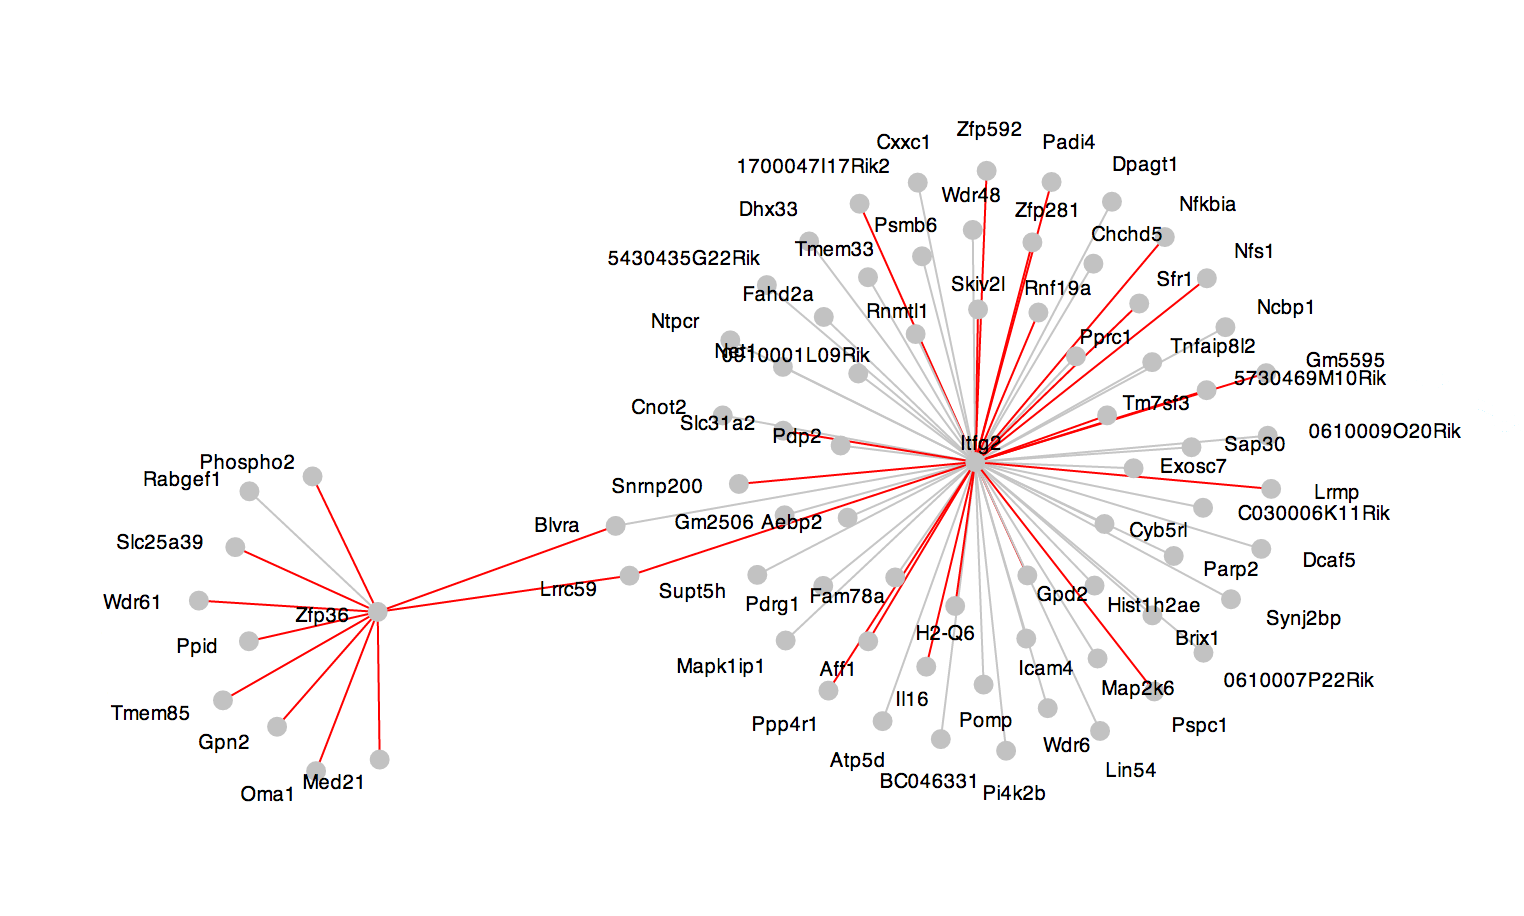 Zfp592
Cxxc1
Padi4
1700047I17Rik2
Dpagt1
Wdr48
Dhx33
Zfp281
Nfkbia
Psmb6
Chchd5
Tmem33
Nfs1
5430435G22Rik
Sfr1
Skiv2l
Rnf19a
Fahd2a
Ncbp1
Rnmtl1
Ntpcr
Pprc1
Tnfaip8l2
0910001L09Rik
Gm5595
5730469M10Rik
Tm7sf3
Cnot2
Slc31a2
0610009O20Rik
Pdp2
Itfg2
Sap30
Phospho2
Exosc7
Rabgef1
Snrnp200
Lrmp
C030006K11Rik
Blvra
Gm2506
Aebp2
Cyb5rl
Slc25a39
Dcaf5
Parp2
Lrrc59
Supt5h
Gpd2
Fam78a
Wdr61
Pdrg1
Hist1h2ae
Zfp36
Synj2bp
H2-Q6
Brix1
Ppid
Mapk1ip1
Aff1
Icam4
0610007P22Rik
Map2k6
Il16
Tmem85
Pomp
Ppp4r1
Pspc1
Gpn2
Wdr6
Atp5d
Lin54
BC046331
Med21
Oma1
Pi4k2b